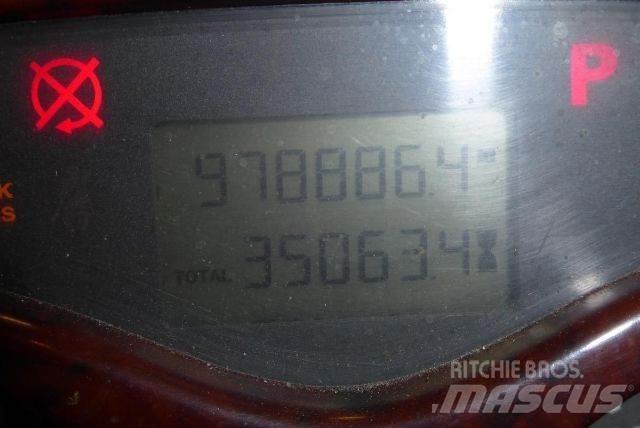 P
978886.4 m
K
S
TOTAL 35063.4
RITCHIE BROS.
MASCUS